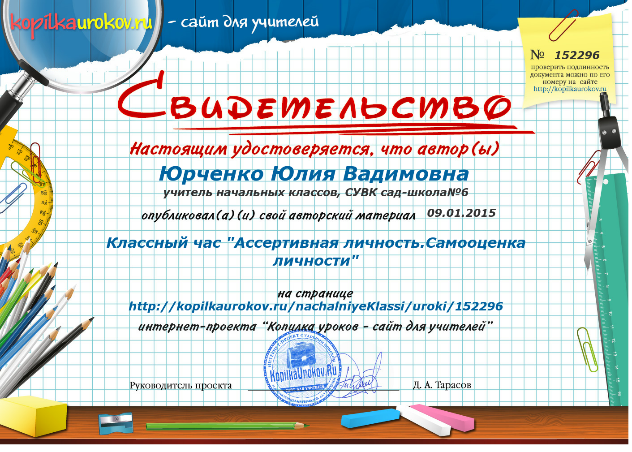 kopilkaurokov.ru - сайт для учителей
№ 152296
проверить подлинность
документа можно по его
номеру на сайте
http://kopilkaurokov.ru
Свидетельство
Настоящим удостоверяется, что автор(ы)
Юрченко Юлия Вадимовна
учитель начальных классов, СУВК сад-школа№6
опубликовал(а)(и) свой авторский материал 09.01.2015
Классный час "Ассертивная личность.Самооценка
личности"
на странице
http://kopilkaurokov.ru/nachalniyeKlassi/uroki/152296
интернет-проекта “Копилка уроков - сайт для учителей”
KopilkaUrokov.Ru
Руководитель проекта Д. А. Тарасов